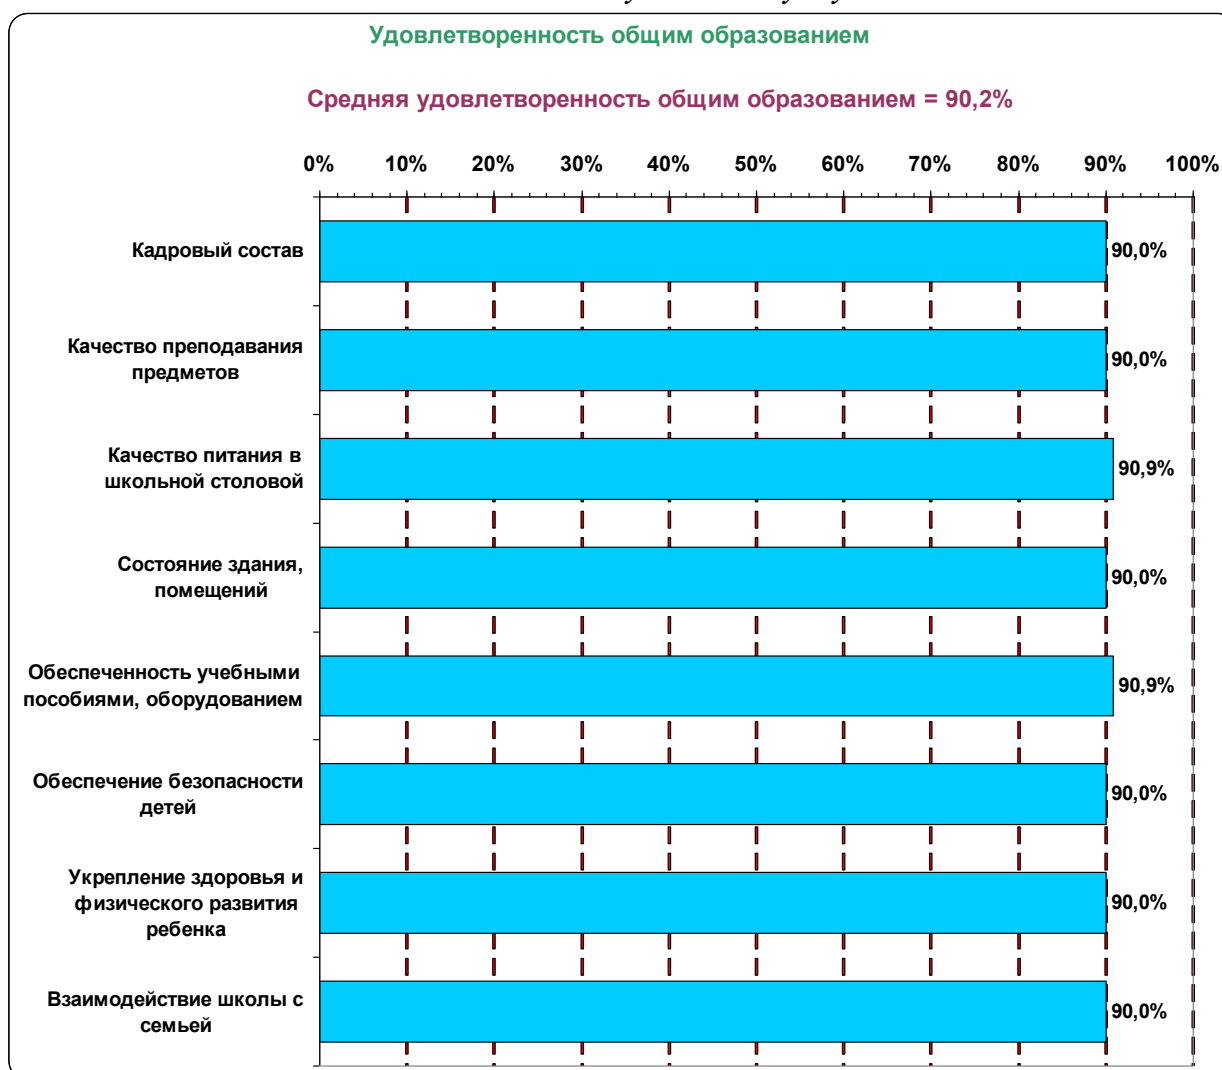 Удовлетворенность общим образованием
Средняя удовлетворенность общим образованием = 90,2%
0% 10% 20% 30% 40% 50% 60% 70% 80% 90% 100%
Кадровый состав
90,0%
Качество преподавания
предметов
90,0%
Качество питания в
школьной столовой
90,9%
Состояние здания,
помещений
90,0%
Обеспеченность учебными
пособиями, оборудованием
90,9%
Обеспечение безопасности
детей
90,0%
Укрепление здоровья и
физического развития
ребенка
90,0%
Взаимодействие школы с
семьей
90,0%